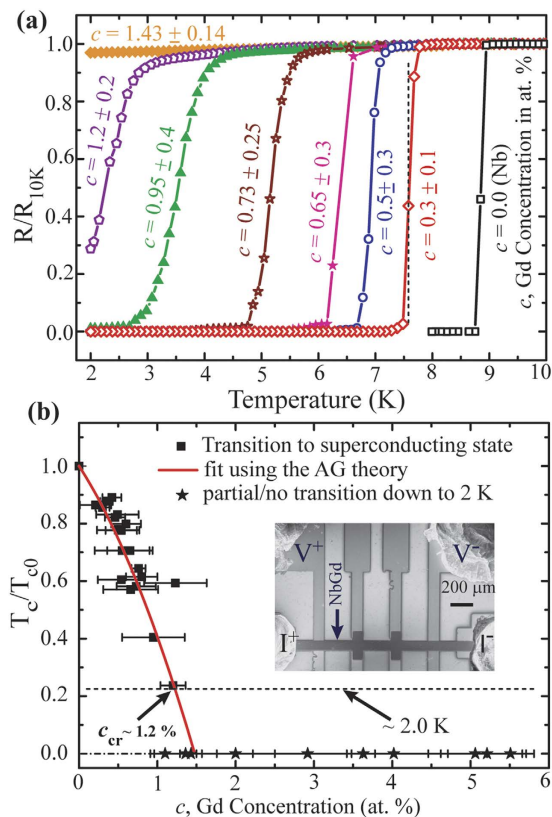 (a)
c = 1.43 ± 0.14
c = 1.2 ± 0.2
c = 0.95 ± 0.4
c = 0.73 ± 0.25
c = 0.65 ± 0.3
c = 0.5± 0.3
c = 0.3 ± 0.1
c = 0.0 (Nb)
c, Gd Concentration in at. %
R/R10K
1.0
0.8
0.6
0.4
0.2
0.0
2 3 4 5 6 7 8 9 10
Temperature (K)
(b)
Transition to superconducting state
fit using the AG theory
partial/no transition down to 2 K
Tc/Tc0
1.0
0.8
0.6
0.4
0.2
0.0
V+
V-
NbGd
200 μm
I+
I-
ccr ~ 1.2 %
~ 2.0 K
0 1 2 3 4 5 6
c, Gd Concentration (at. %)